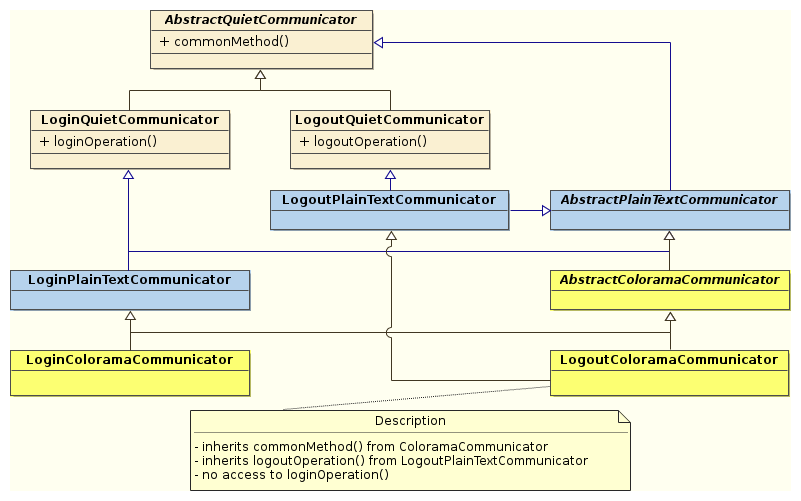 AbstractQuietCommunicator
+ commonMethod()
LoginQuietCommunicator
+ loginOperation()
LogoutQuietCommunicator
+ logoutOperation()
LogoutPlainTextCommunicator
AbstractPlainTextCommunicator
LoginPlainTextCommunicator
AbstractColoramaCommunicator
LoginColoramaCommunicator
LogoutColoramaCommunicator
Description
- inherits commonMethod() from ColoramaCommunicator
- inherits logoutOperation() from LogoutPlainTextCommunicator
- no access to loginOperation()